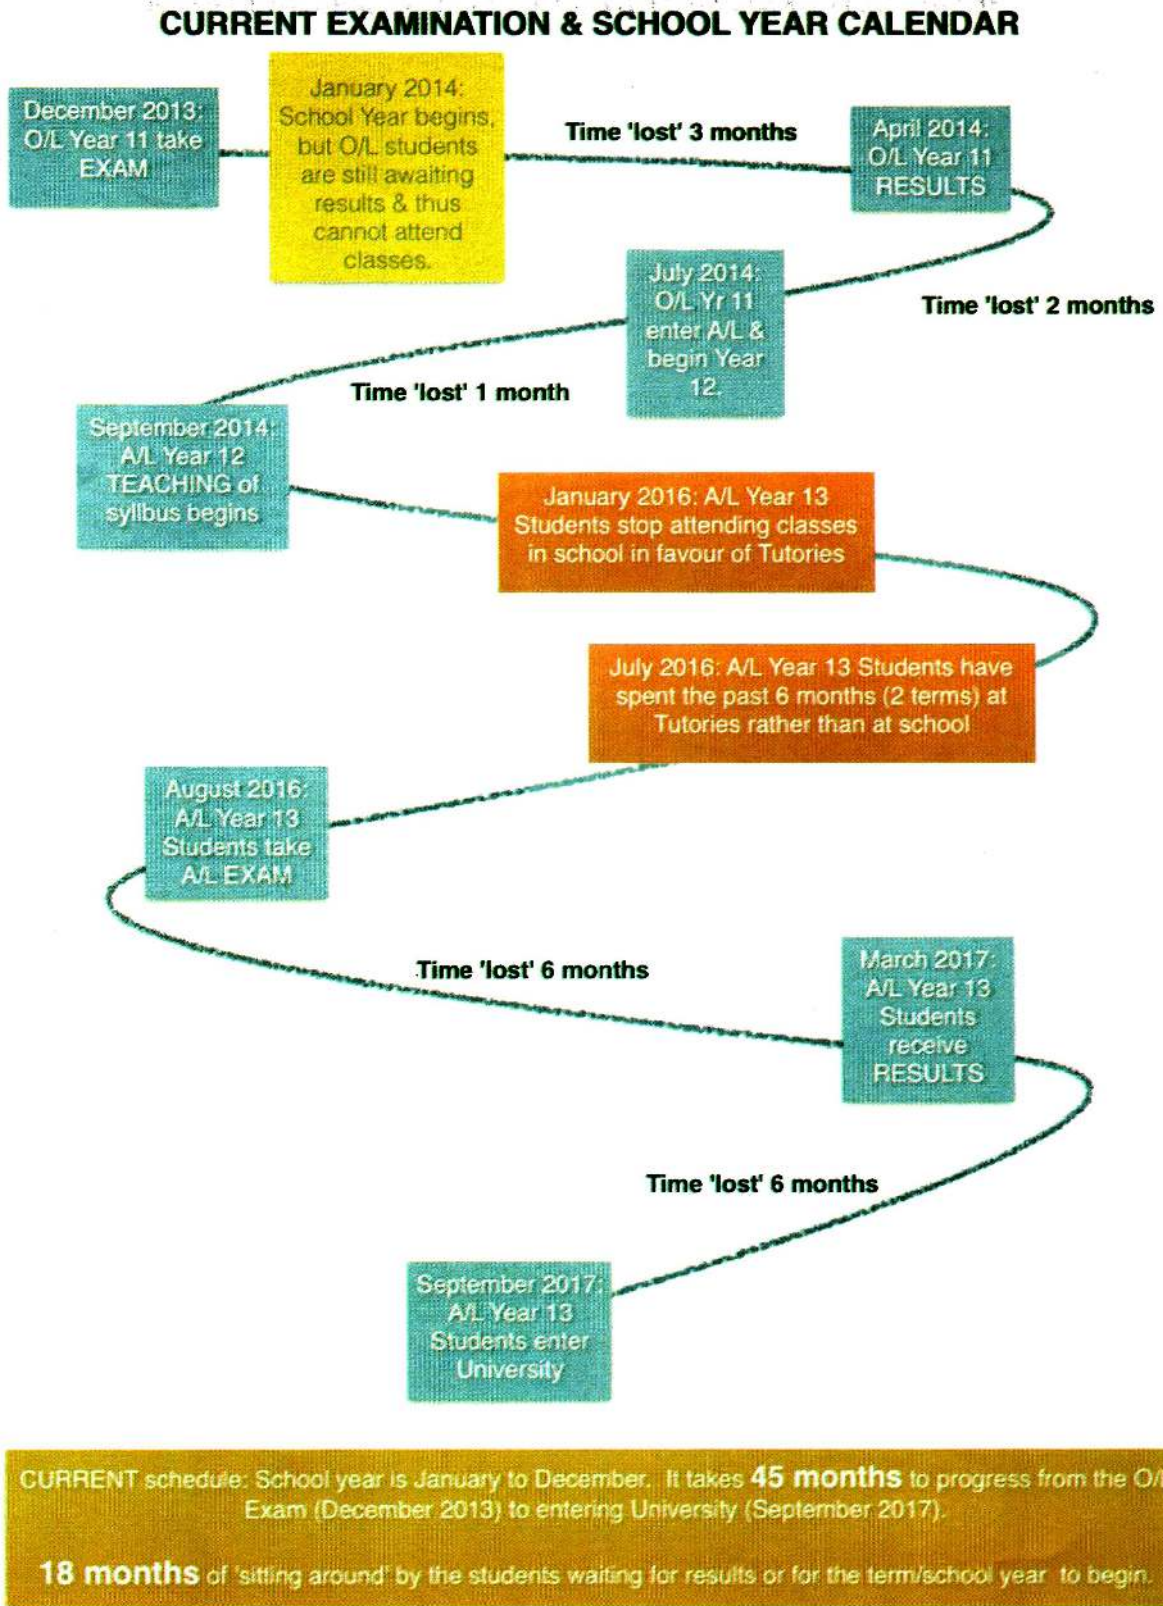 CURRENT EXAMINATION & SCHOOL YEAR CALENDAR
December 2013:
O/L Year 11 take
EXAM
January 2014:
School Year begins,
but O/L students
are still awaiting
results & thus
cannot attend
classes.
Time 'lost' 3 months
April 2014:
O/L Year 11
RESULTS
Time 'lost' 2 months
July 2014:
O/L Yr 11
enter A/L &
begin Year
12.
Time 'lost' 1 month
September 2014:
A/L Year 12
TEACHING of
syllbus begins
January 2016: A/L Year 13
Students stop attending classes
in school in favour of Tutories
July 2016: A/L Year 13 Students have
spent the past 6 months (2 terms) at
Tutories rather than at school
August 2016:
A/L Year 13
Students take
A/L EXAM
Time 'lost' 6 months
March 2017:
A/L Year 13
Students
receive
RESULTS
Time 'lost' 6 months
September 2017:
A/L Year 13
Students enter
University
CURRENT schedule: School year is January to December. It takes 45 months to progress from the O/L
Exam (December 2013) to entering University (September 2017).
18 months of 'sitting around' by the students waiting for results or for the term/school year to begin.